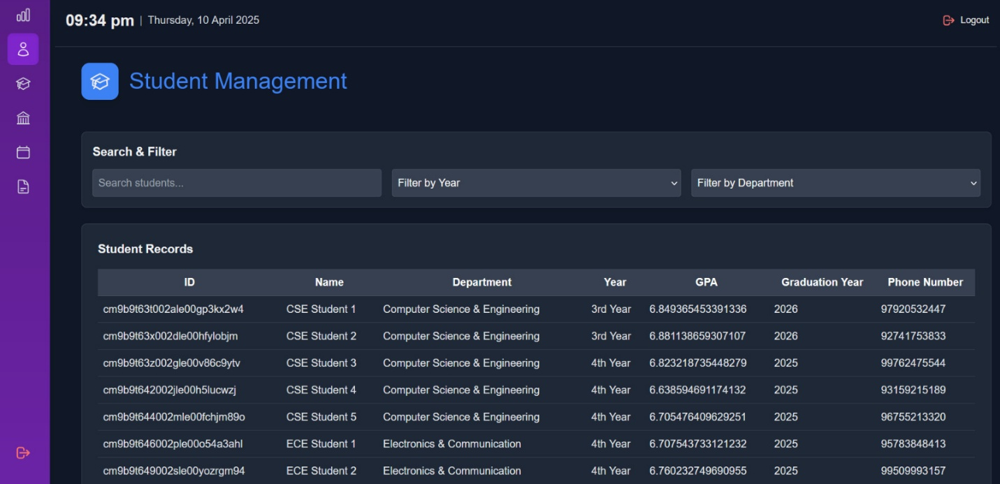 09:34 pm | Thursday, 10 April 2025 Logout
Student Management
Search & Filter
Search students... Filter by Year Filter by Department
Student Records
ID Name Department Year GPA Graduation Year Phone Number
cm9b9t63t002ale00gp3kx2w4 CSE Student 1 Computer Science & Engineering 3rd Year 6.849365453391336 2026 97920532447
cm9b9t63x002dle00hfylobjm CSE Student 2 Computer Science & Engineering 3rd Year 6.881138659307107 2026 92741753833
cm9b9t63z002gle00v86c9ytv CSE Student 3 Computer Science & Engineering 4th Year 6.823218735448279 2025 99762475544
cm9b9t642002jle00h5lucwzj CSE Student 4 Computer Science & Engineering 4th Year 6.638594691174132 2025 93159215189
cm9b9t644002mle00fchjm89o CSE Student 5 Computer Science & Engineering 4th Year 6.705476409629251 2025 96755213320
cm9b9t646002ple00o54a3ahl ECE Student 1 Electronics & Communication 4th Year 6.707543733121232 2025 95783848413
cm9b9t649002sle00yozrgm94 ECE Student 2 Electronics & Communication 4th Year 6.760232749690955 2025 99509993157